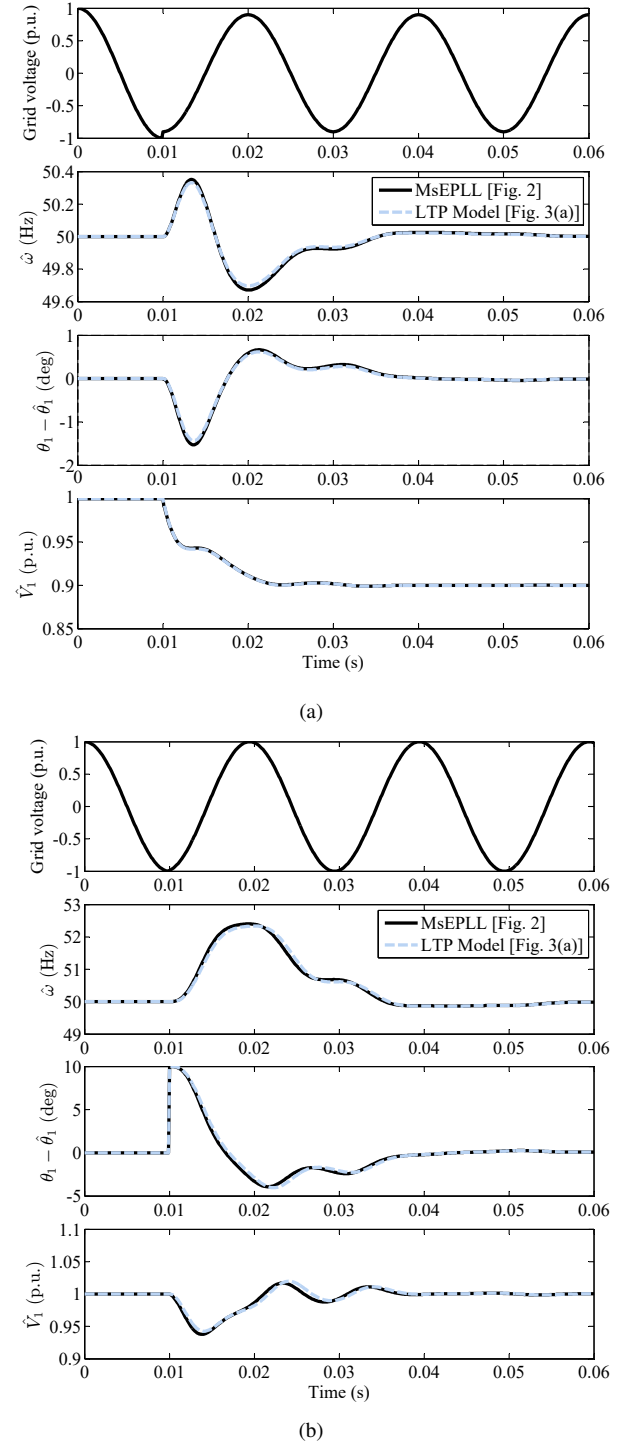 Grid voltage (p.u.)
1
0.5
0
-0.5
-1
0 0.01 0.02 0.03 0.04 0.05 0.06
ω̂ (Hz)
50.4
50.2
50
49.8
49.6
MsEPLL [Fig. 2]
LTP Model [Fig. 3(a)]
0 0.01 0.02 0.03 0.04 0.05 0.06
θ₁ − θ̂₁ (deg)
1
0
-1
-2
0 0.01 0.02 0.03 0.04 0.05 0.06
V̂₁ (p.u.)
1
0.95
0.9
0.85
0 0.01 0.02 0.03 0.04 0.05 0.06
Time (s)
(a)
Grid voltage (p.u.)
1
0.5
0
-0.5
-1
0 0.01 0.02 0.03 0.04 0.05 0.06
ω̂ (Hz)
53
52
51
50
49
MsEPLL [Fig. 2]
LTP Model [Fig. 3(a)]
0 0.01 0.02 0.03 0.04 0.05 0.06
θ₁ − θ̂₁ (deg)
10
5
0
-5
0 0.01 0.02 0.03 0.04 0.05 0.06
V̂₁ (p.u.)
1.1
1.05
1
0.95
0.9
0 0.01 0.02 0.03 0.04 0.05 0.06
Time (s)
(b)